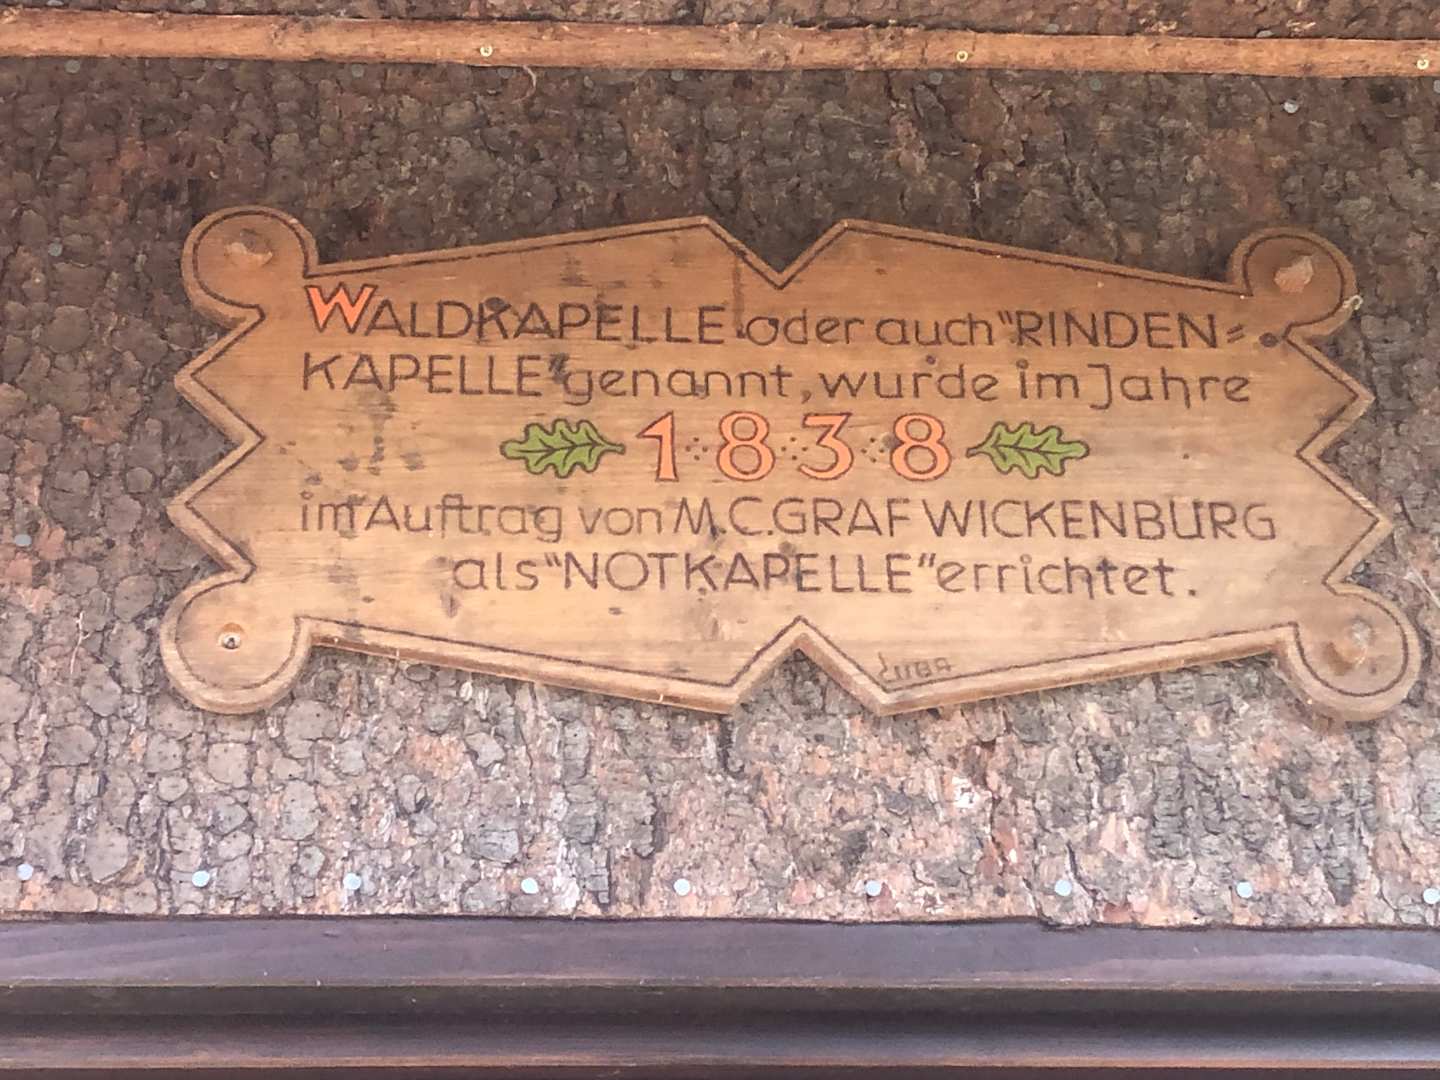 WALDKAPELLE oder auch "RINDEN=
KAPELLE" genannt, wurde im Jahre
1838
im Auftrag von M.C. GRAF WICKENBURG
als "NOTKAPELLE" errichtet.